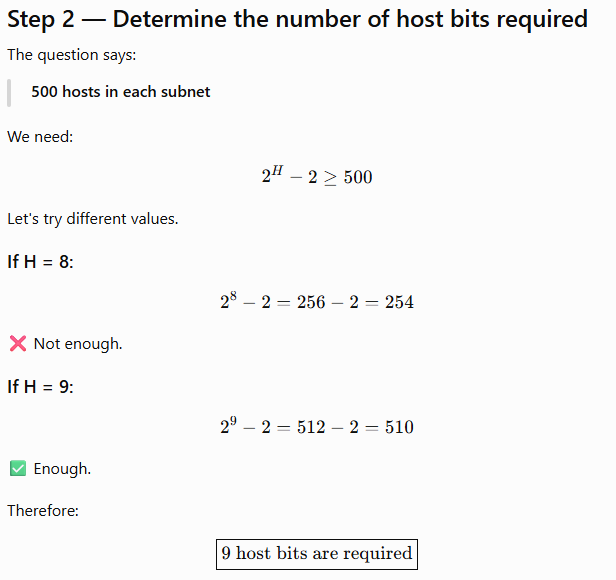 Step 2 — Determine the number of host bits required
The question says:
500 hosts in each subnet
We need:
2^H − 2 ≥ 500
Let's try different values.
If H = 8:
2^8 − 2 = 256 − 2 = 254
❌ Not enough.
If H = 9:
2^9 − 2 = 512 − 2 = 510
✅ Enough.
Therefore:
9 host bits are required